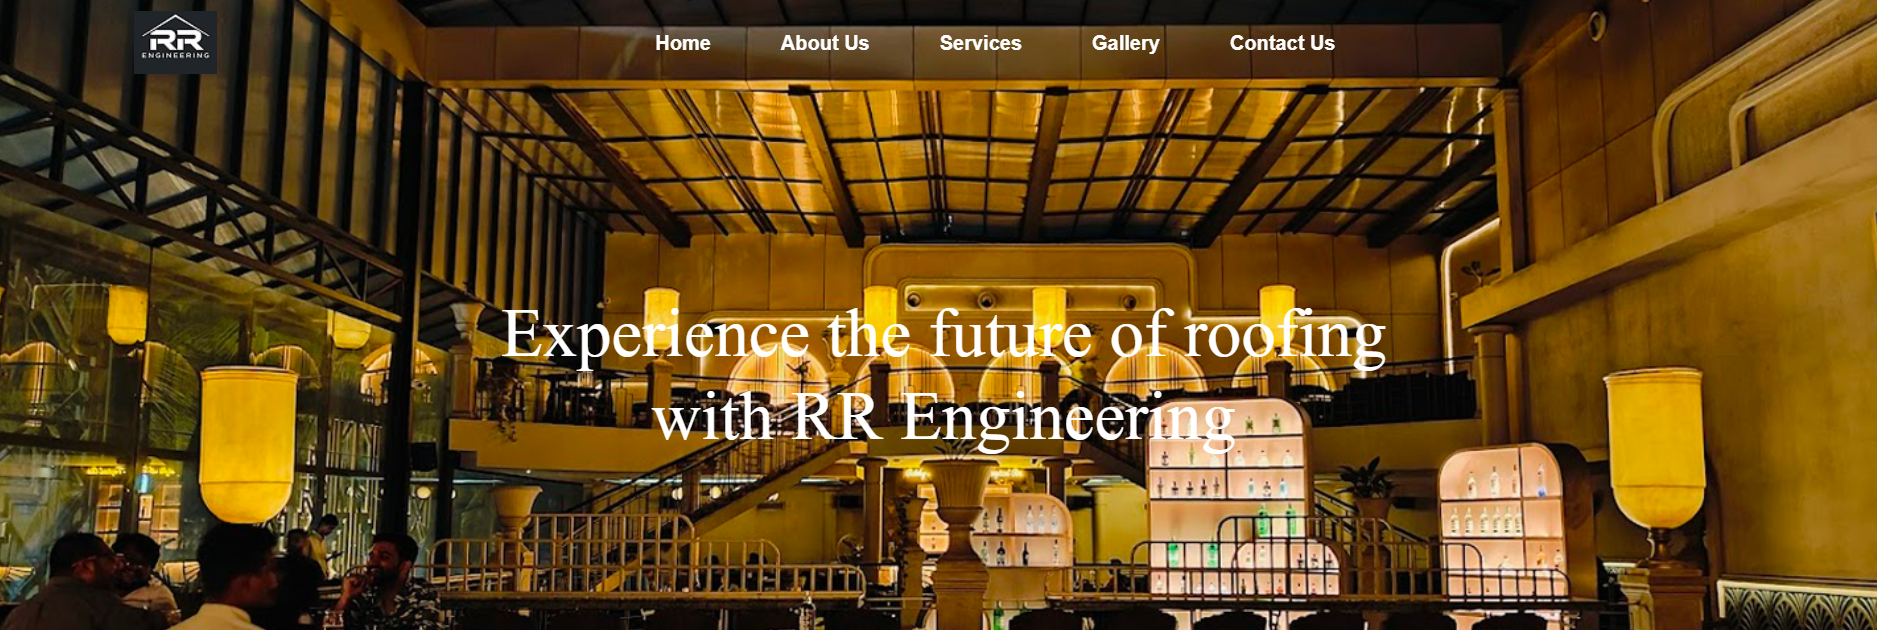 RR
ENGINEERING
Home About Us Services Gallery Contact Us
Experience the future of roofing
with RR Engineering